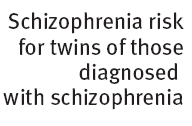 Schizophrenia risk
for twins of those
diagnosed
with schizophrenia